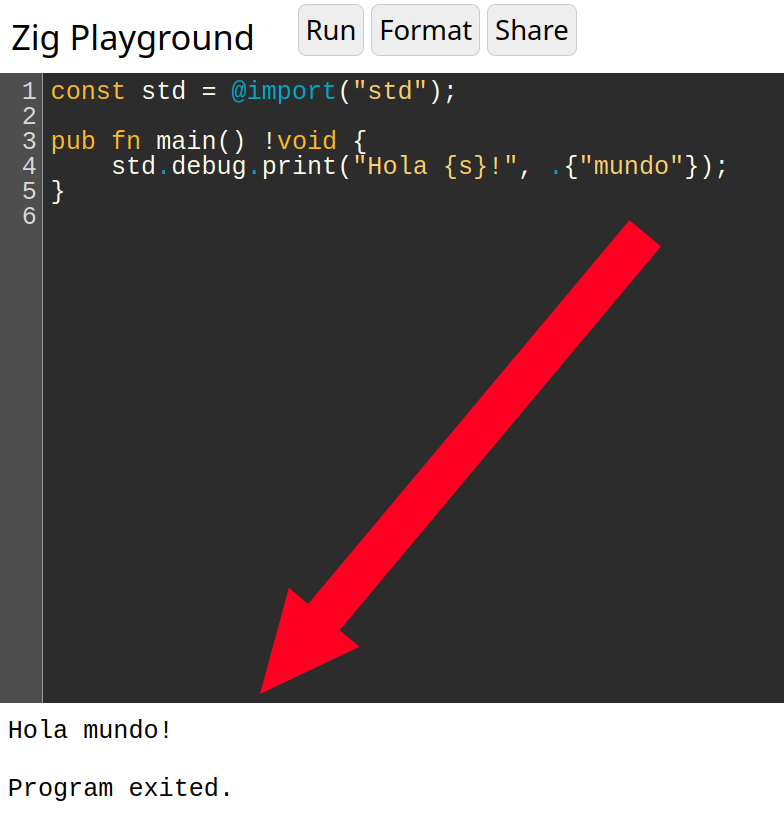 Zig Playground Run Format Share
1 const std = @import("std");
2
3 pub fn main() !void {
4     std.debug.print("Hola {s}!", .{"mundo"});
5 }
6
Hola mundo!
Program exited.